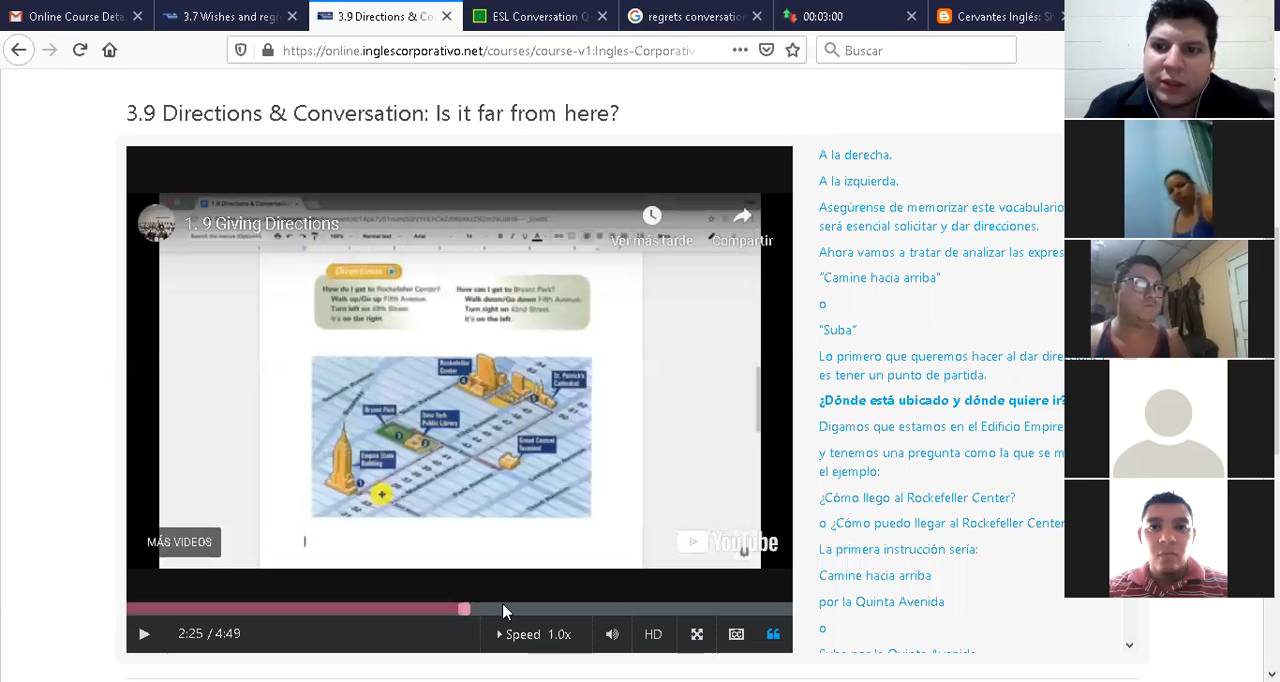 Online: Course Deta
3.7 Wishes and regr
3.9 Directions & Co
ESL Conversation Q
regrets conversation
00:03:00
Cervantes Inglés: Sh
https://online.inglescorporativo.net/courses/course-v1:Ingles-Corporativ
Buscar
3.9 Directions & Conversation: Is it far from here?
1. 9 Giving Directions
Ver más tarde
Compartir
Directions
How do I get to Rockefeller Center?
Walk up/Go up Fifth Avenue.
Turn left on 49th Street.
It's on the right.
How can I get to Bryant Park?
Walk down/Go down Fifth Avenue.
Turn right on 42nd Street.
It's on the left.
Rockefeller Center
St. Patrick's Cathedral
Bryant Park
New York Public Library
Grand Central Terminal
Empire State Building
MÁS VIDEOS
YouTube
2:25 / 4:49
Speed 1.0x
HD
A la derecha.
A la izquierda.
Asegúrense de memorizar este vocabulario
será esencial solicitar y dar direcciones.
Ahora vamos a tratar de analizar las expres
“Camine hacia arriba"
o
"Suba”
Lo primero que queremos hacer al dar direc
es tener un punto de partida.
¿Dónde está ubicado y dónde quiere ir?
Digamos que estamos en el Edificio Empire
y tenemos una pregunta como la que se m
el ejemplo:
¿Cómo llego al Rockefeller Center?
o ¿Cómo puedo llegar al Rockefeller Center
La primera instrucción sería:
Camine hacia arriba
por la Quinta Avenida
o
Suba por la Quinta Avenida